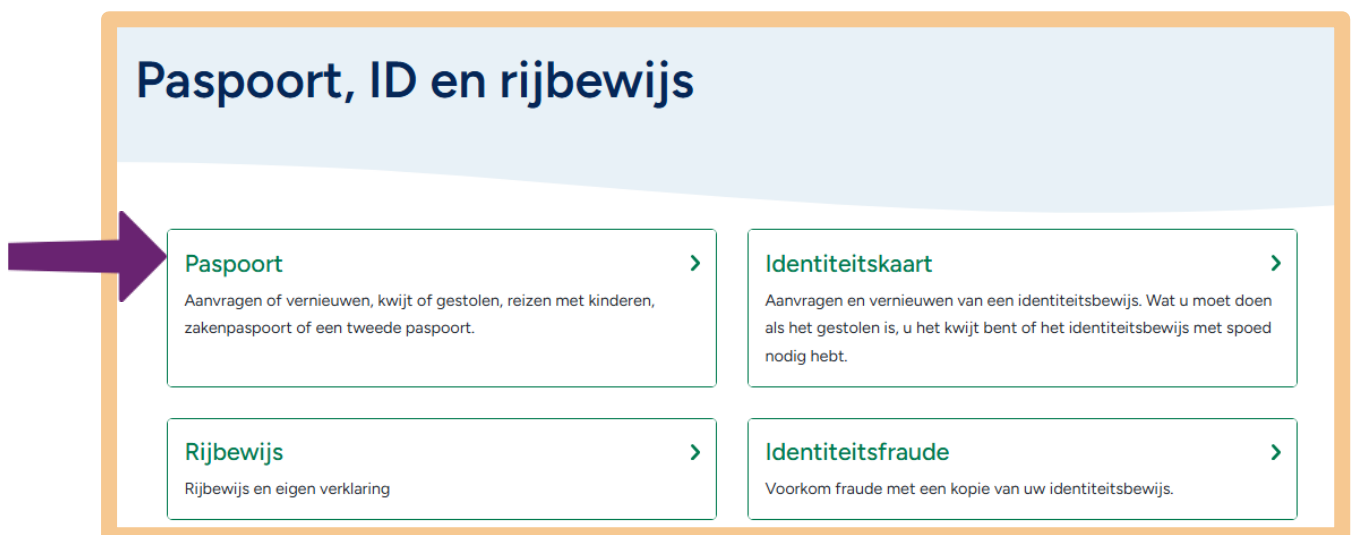 Paspoort, ID en rijbewijs
Paspoort
Aanvragen of vernieuwen, kwijt of gestolen, reizen met kinderen,
zakenpaspoort of een tweede paspoort.
Identiteitskaart
Aanvragen en vernieuwen van een identiteitsbewijs. Wat u moet doen
als het gestolen is, u het kwijt bent of het identiteitsbewijs met spoed
nodig hebt.
Rijbewijs
Rijbewijs en eigen verklaring
Identiteitsfraude
Voorkom fraude met een kopie van uw identiteitsbewijs.